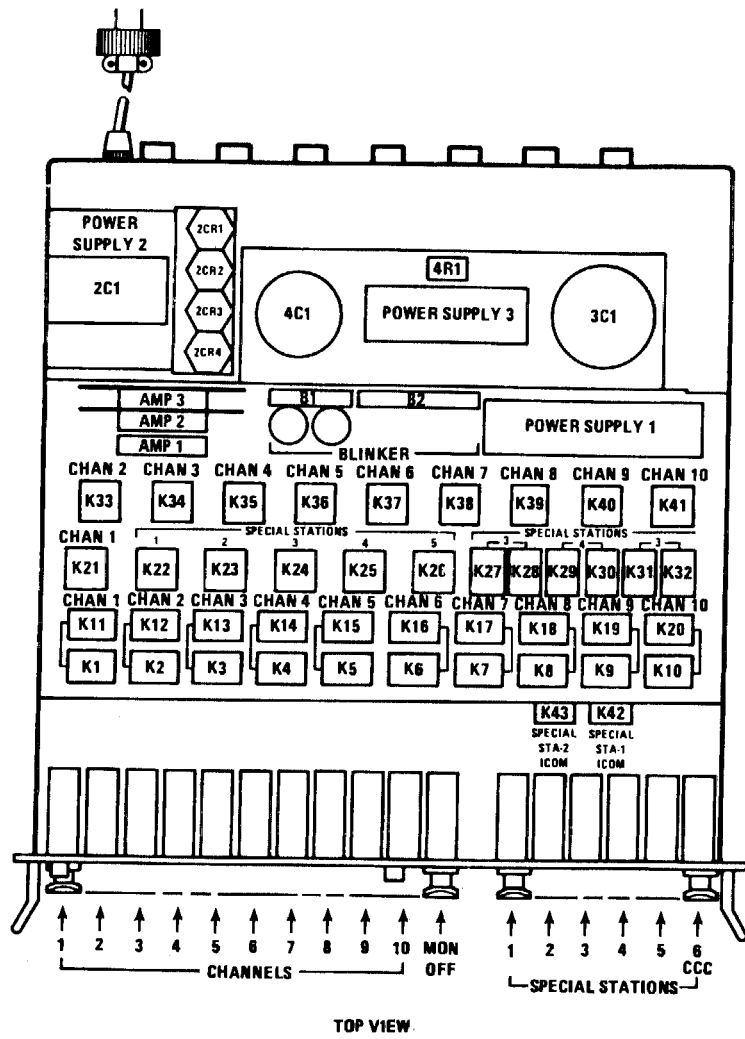 POWER
SUPPLY 2
2C1
2CR1
2CR2
2CR3
2CR4
4R1
4C1
POWER SUPPLY 3
3C1
AMP 3
AMP 2
AMP 1
B1
B2
BLINKER
POWER SUPPLY 1
CHAN 2 CHAN 3 CHAN 4 CHAN 5 CHAN 6 CHAN 7 CHAN 8 CHAN 9 CHAN 10
K33 K34 K35 K36 K37 K38 K39 K40 K41
SPECIAL STATIONS SPECIAL STATIONS
CHAN 1 1 2 3 4 5 3 4 3
K21 K22 K23 K24 K25 K26 K27 K28 K29 K30 K31 K32
CHAN 1 CHAN 2 CHAN 3 CHAN 4 CHAN 5 CHAN 6 CHAN 7 CHAN 8 CHAN 9 CHAN 10
K11 K12 K13 K14 K15 K16 K17 K18 K19 K20
K1 K2 K3 K4 K5 K6 K7 K8 K9 K10
K43 K42
SPECIAL SPECIAL
STA-2 STA-1
ICOM ICOM
1 2 3 4 5 6 7 8 9 10 MON 1 2 3 4 5 6
OFF CCC
CHANNELS
SPECIAL STATIONS
TOP VIEW